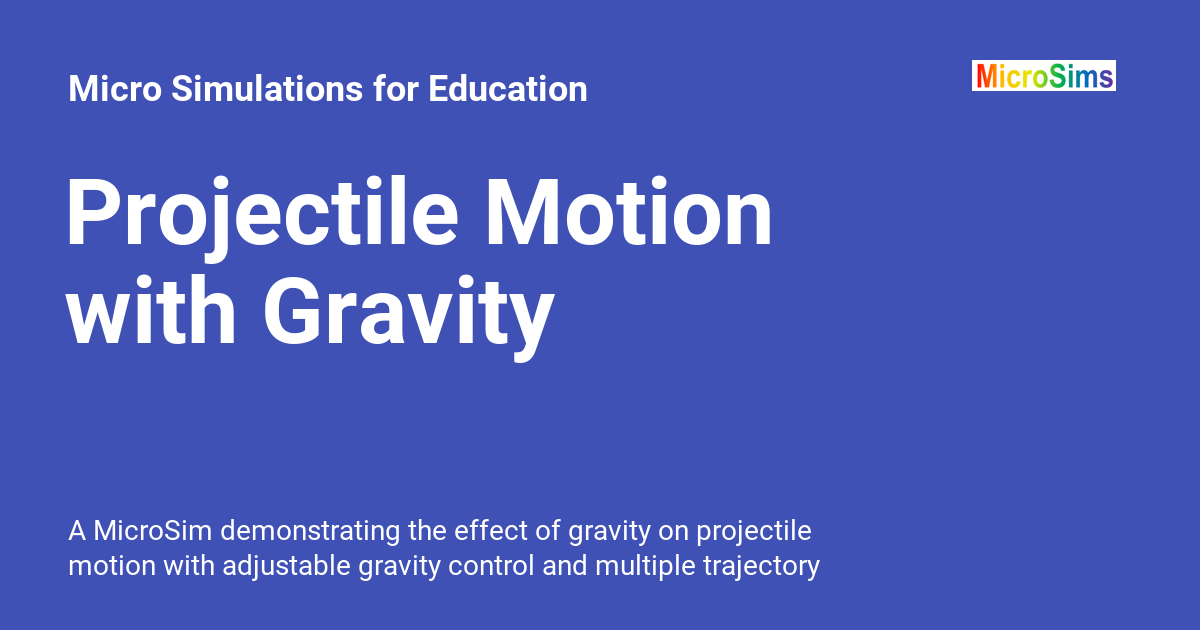 Micro Simulations for Education
MicroSims
Projectile Motion
with Gravity
A MicroSim demonstrating the effect of gravity on projectile
motion with adjustable gravity control and multiple trajectory